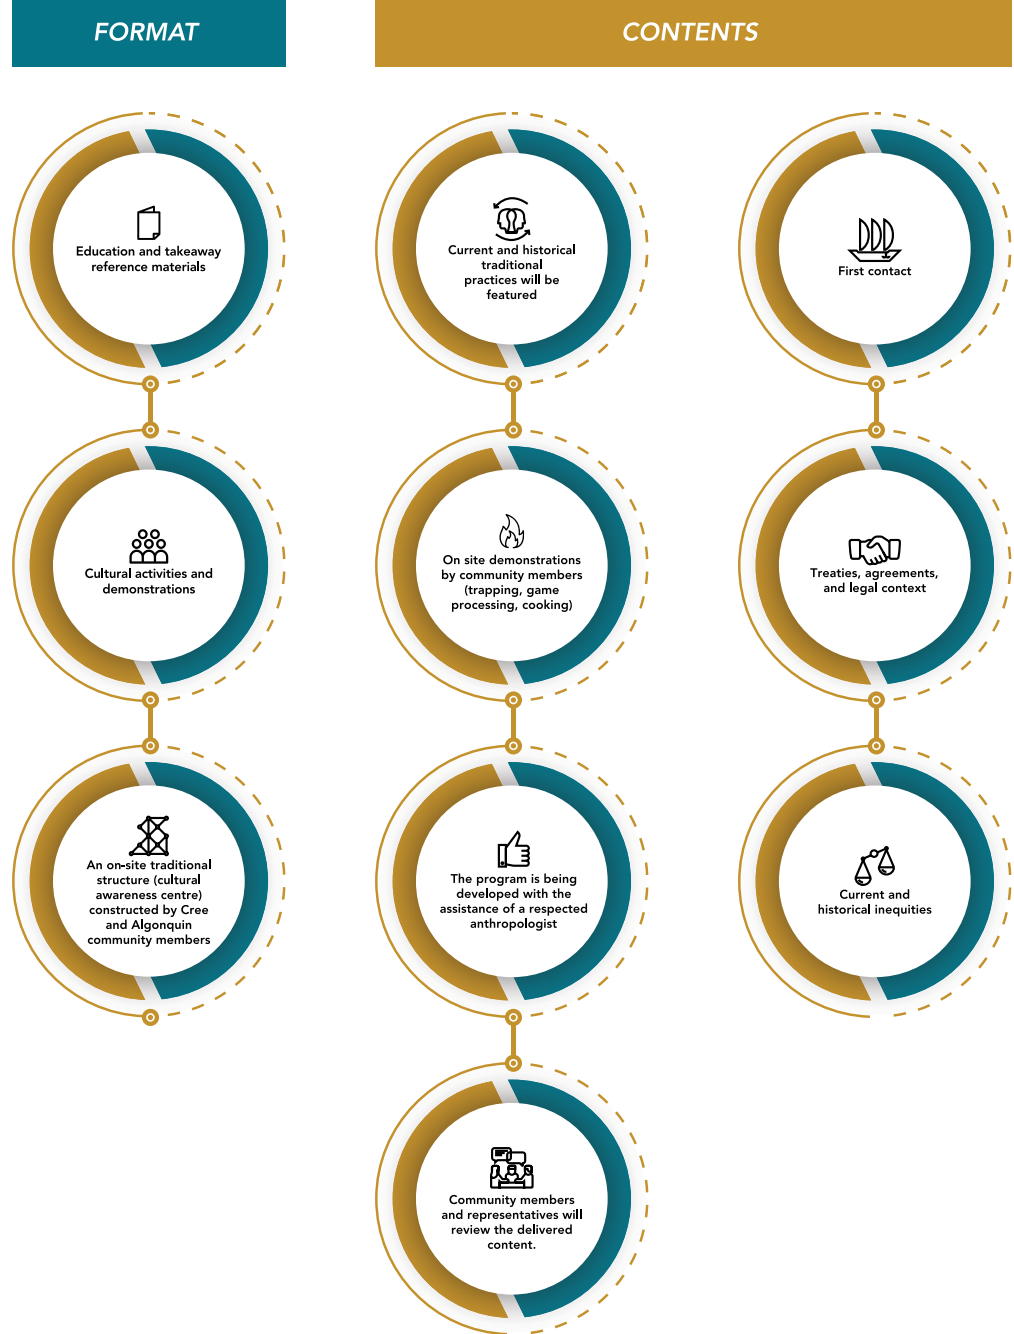 FORMAT
CONTENTS
Education and takeaway
reference materials
Current and historical
traditional
practices will be
featured
First contact
Cultural activities and
demonstrations
On site demonstrations
by community members
(trapping, game
processing, cooking)
Treaties, agreements,
and legal context
An on-site traditional
structure (cultural
awareness centre)
constructed by Cree
and Algonquin
community members
The program is being
developed with the
assistance of a respected
anthropologist
Current and
historical inequities
Community members
and representatives will
review the delivered
content.